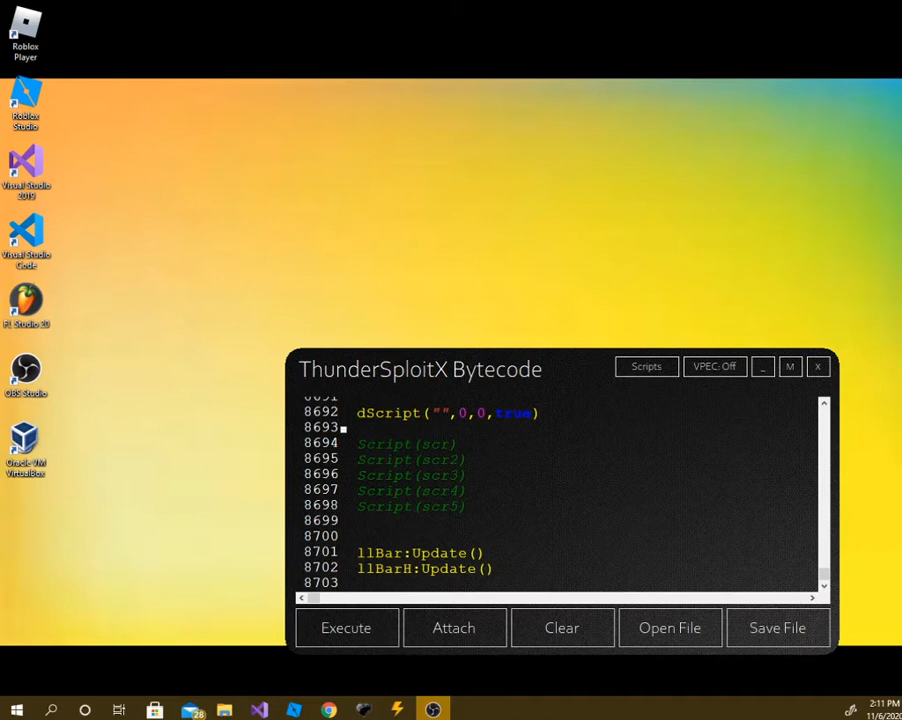 Roblox
Player
Roblox
Studio
Visual Studio
2019
Visual Studio
Code
FL Studio 20
OBS Studio
Oracle VM
VirtualBox
ThunderSploitX Bytecode
Scripts
VPEC: Off
_
M
X
8691
8692 dScript("",0,0,true)
8693
8694 Script(scr)
8695 Script(scr2)
8696 Script(scr3)
8697 Script(scr4)
8698 Script(scr5)
8699
8700
8701 llBar:Update()
8702 llBarH:Update()
8703
Execute
Attach
Clear
Open File
Save File
28
2:11 PM